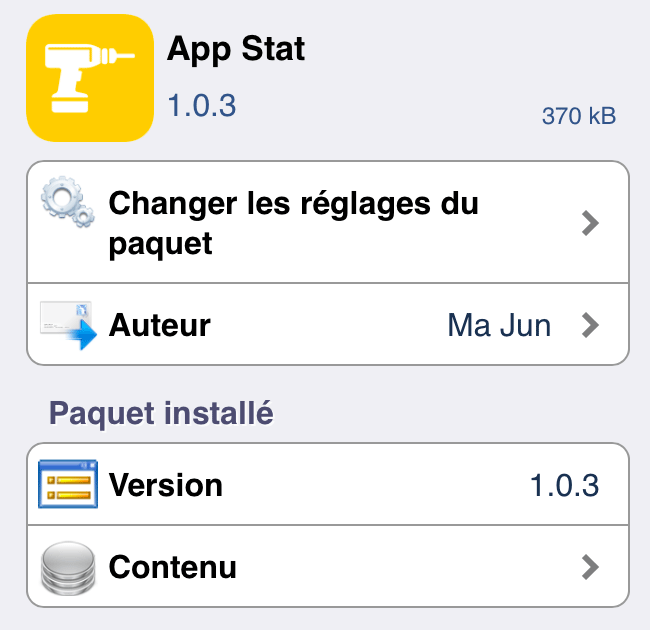 App Stat
1.0.3
370 kB
Changer les réglages du
paquet
Auteur
Ma Jun
Paquet installé
Version
1.0.3
Contenu